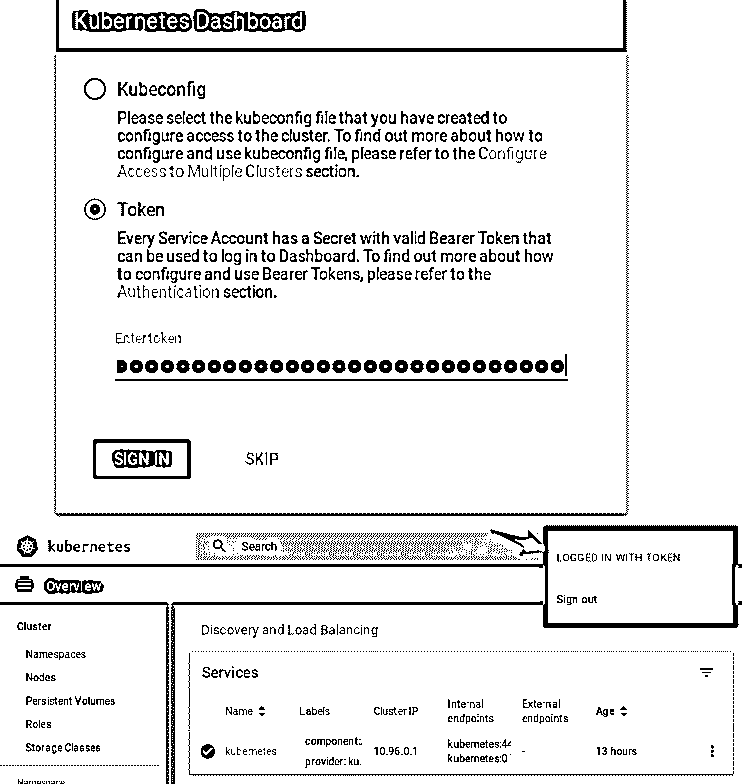 Kubernetes Dashboard
Kubeconfig
Please select the kubeconfig file that you have created to
configure access to the cluster. To find out more about how to
configure and use kubeconfig file, please refer to the Configure
Access to Multiple Clusters section.
Token
Every Service Account has a Secret with valid Bearer Token that
can be used to log in to Dashboard. To find out more about how
to configure and use Bearer Tokens, please refer to the
Authentication section.
Enter token
SIGN IN SKIP
kubernetes Search
LOGGED IN WITH TOKEN
Overview
Sign out
Cluster
Namespaces
Nodes
Persistent Volumes
Roles
Storage Classes
Namespace
Discovery and Load Balancing
Services
Name Labels Cluster IP Internal endpoints External endpoints Age
kubernetes component: provider: ku. 10.96.0.1 kubernetes:44 kubernetes:0 - 13 hours